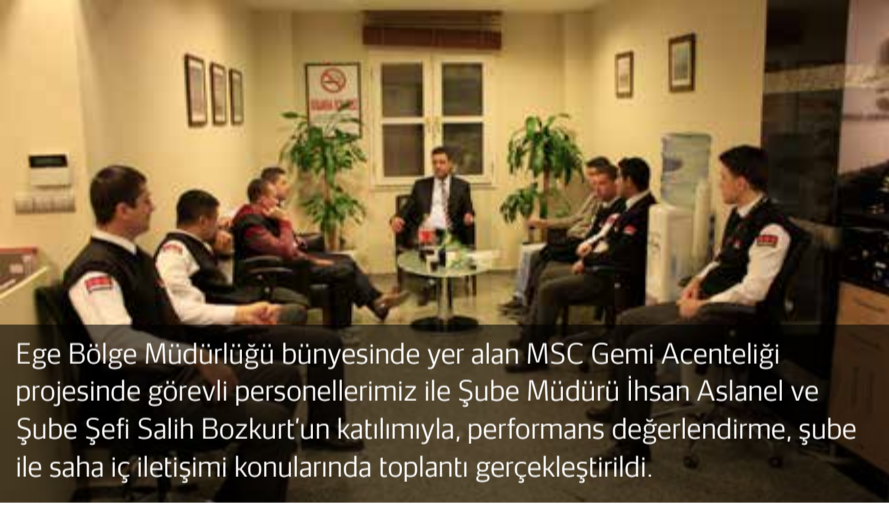 Ege Bölge Müdürlüğü bünyesinde yer alan MSC Gemi Acenteliği
projesinde görevli personellerimiz ile Şube Müdürü İhsan Aslanel ve
Şube Şefi Salih Bozkurt'un katılımıyla, performans değerlendirme, şube
ile saha iç iletişimi konularında toplantı gerçekleştirildi.